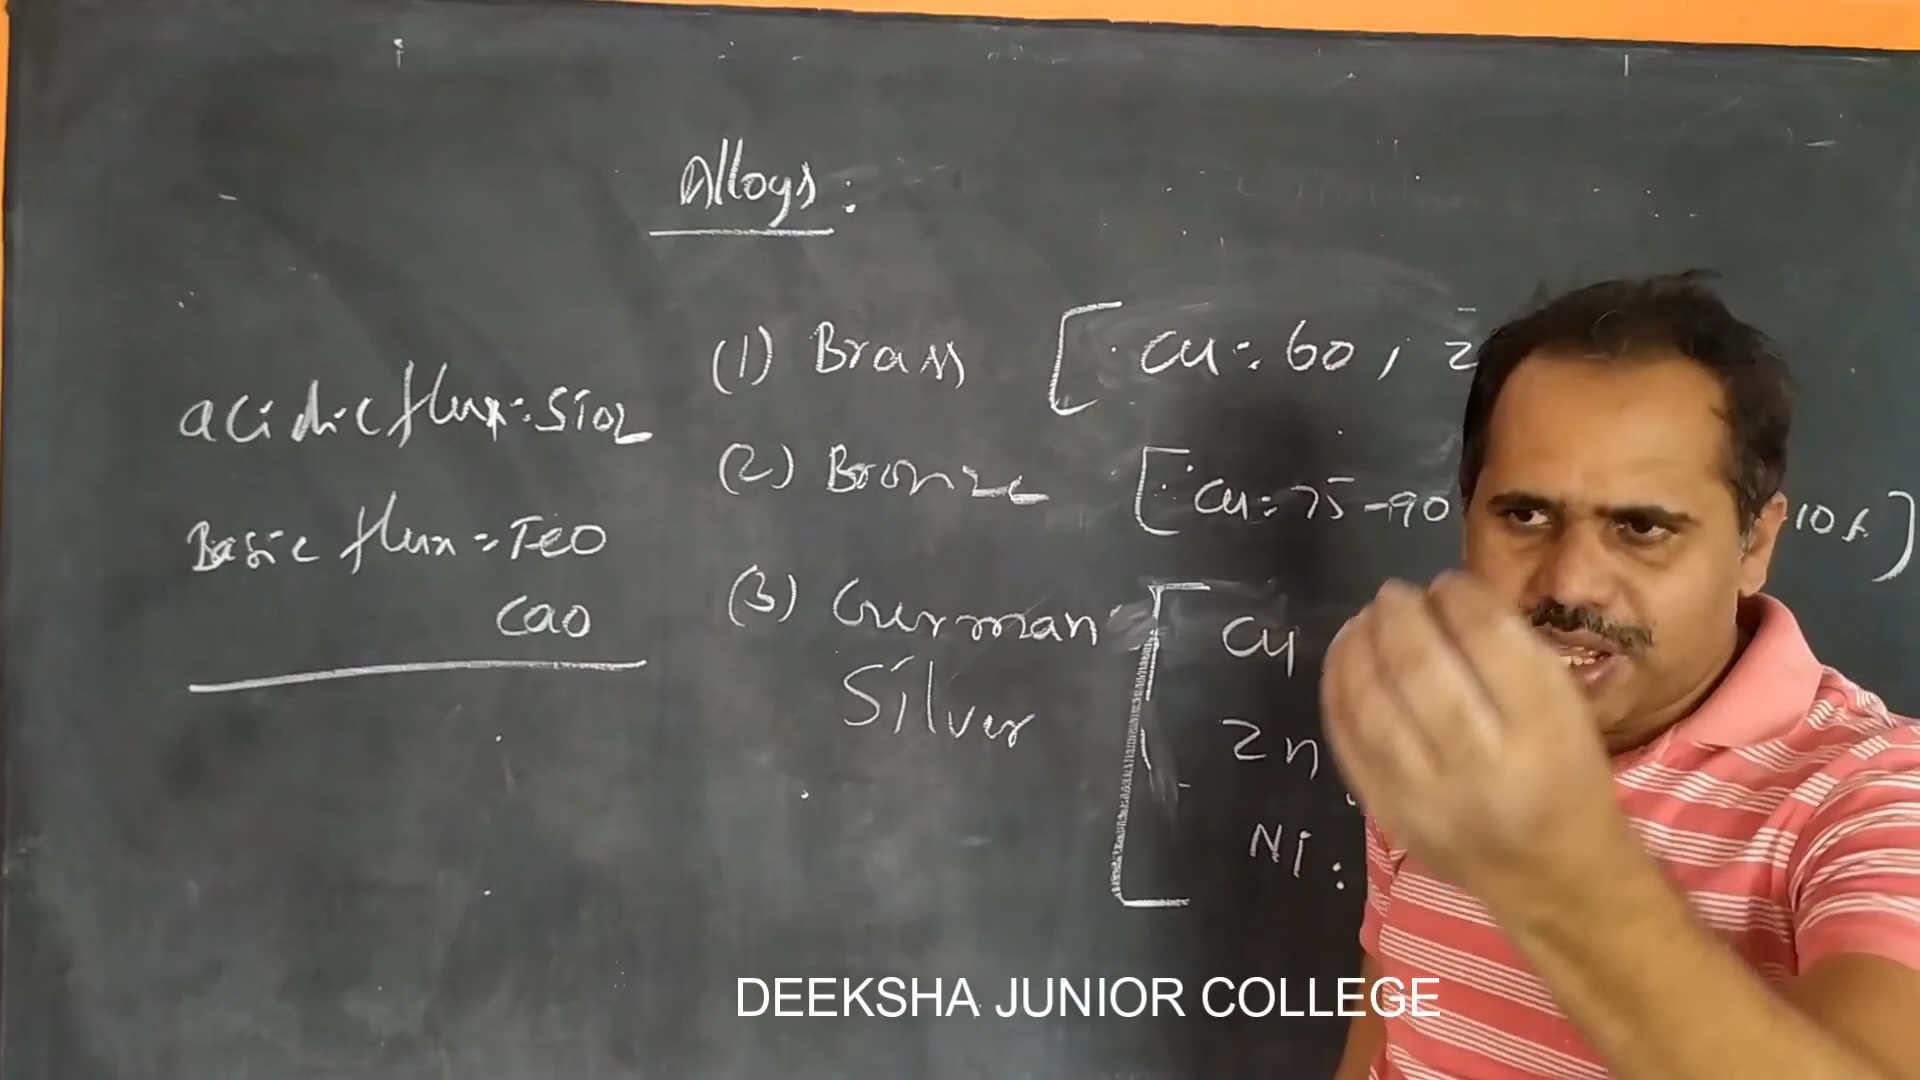 Alloys:
acidic flux = SiO2
Basic flux = FeO
CaO
(1) Brass [Cu = 60, Z
(2) Bronze [Cu = 75-90 -10%]
(3) German Silver [Cu
Zn
Ni:
DEEKSHA JUNIOR COLLEGE